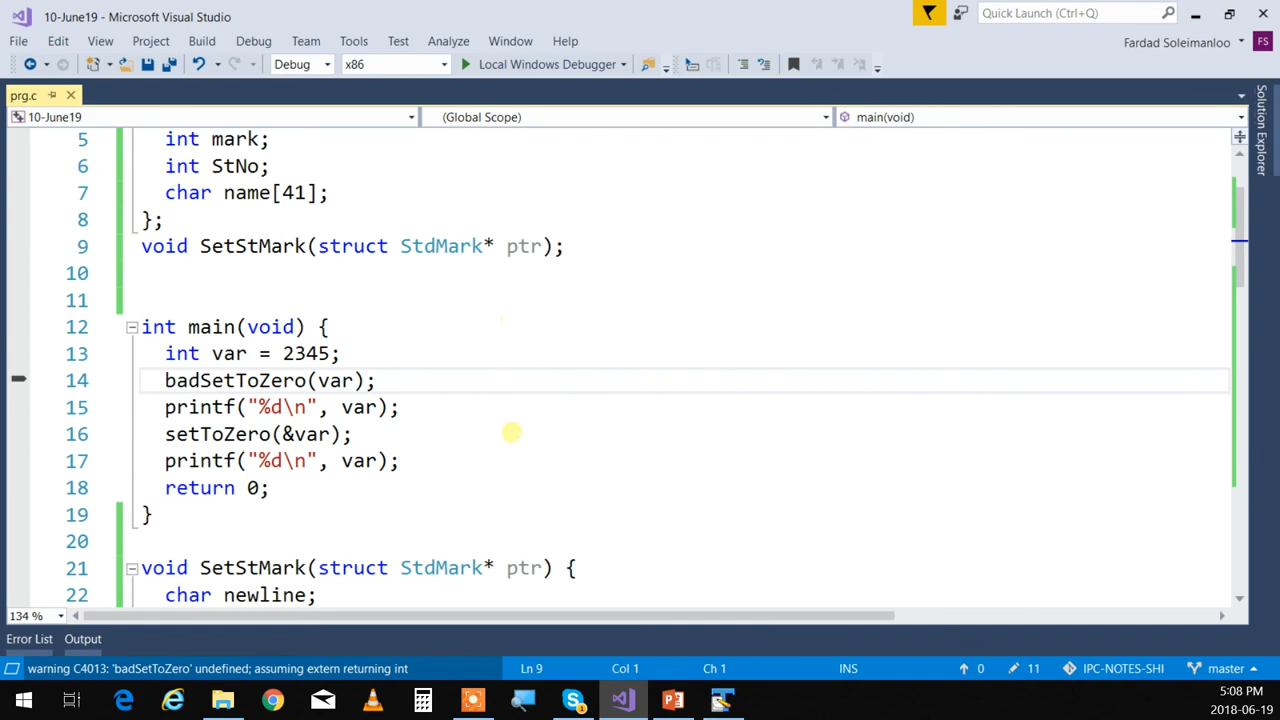 10-June19 - Microsoft Visual Studio
Quick Launch (Ctrl+Q)
File Edit View Project Build Debug Team Tools Test Analyze Window Help
Fardad Soleimanloo FS
Debug x86 Local Windows Debugger
prg.c
10-June19 (Global Scope) main(void)
Solution Explorer
5 int mark;
6 int StNo;
7 char name[41];
8 };
9 void SetStMark(struct StdMark* ptr);
10
11
12 int main(void) {
13 int var = 2345;
14 badSetToZero(var);
15 printf("%d\n", var);
16 setToZero(&var);
17 printf("%d\n", var);
18 return 0;
19 }
20
21 void SetStMark(struct StdMark* ptr) {
22 char newline;
134 %
Error List Output
warning C4013: 'badSetToZero' undefined; assuming extern returning int Ln 9 Col 1 Ch 1 INS 0 11 IPC-NOTES-SHI master
5:08 PM
2018-06-19